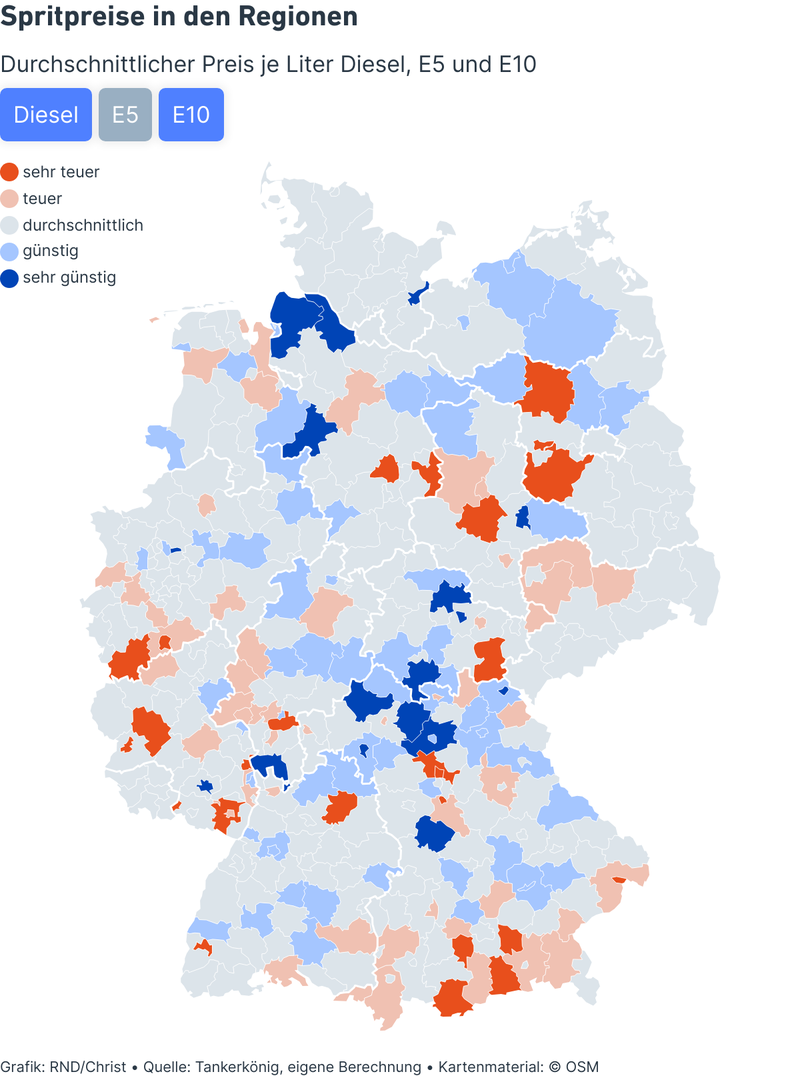 Spritpreise in den Regionen
Durchschnittlicher Preis je Liter Diesel, E5 und E10
Diesel E5 E10
sehr teuer
teuer
durchschnittlich
günstig
sehr günstig
Grafik: RND/Christ • Quelle: Tankerkönig, eigene Berechnung • Kartenmaterial: © OSM